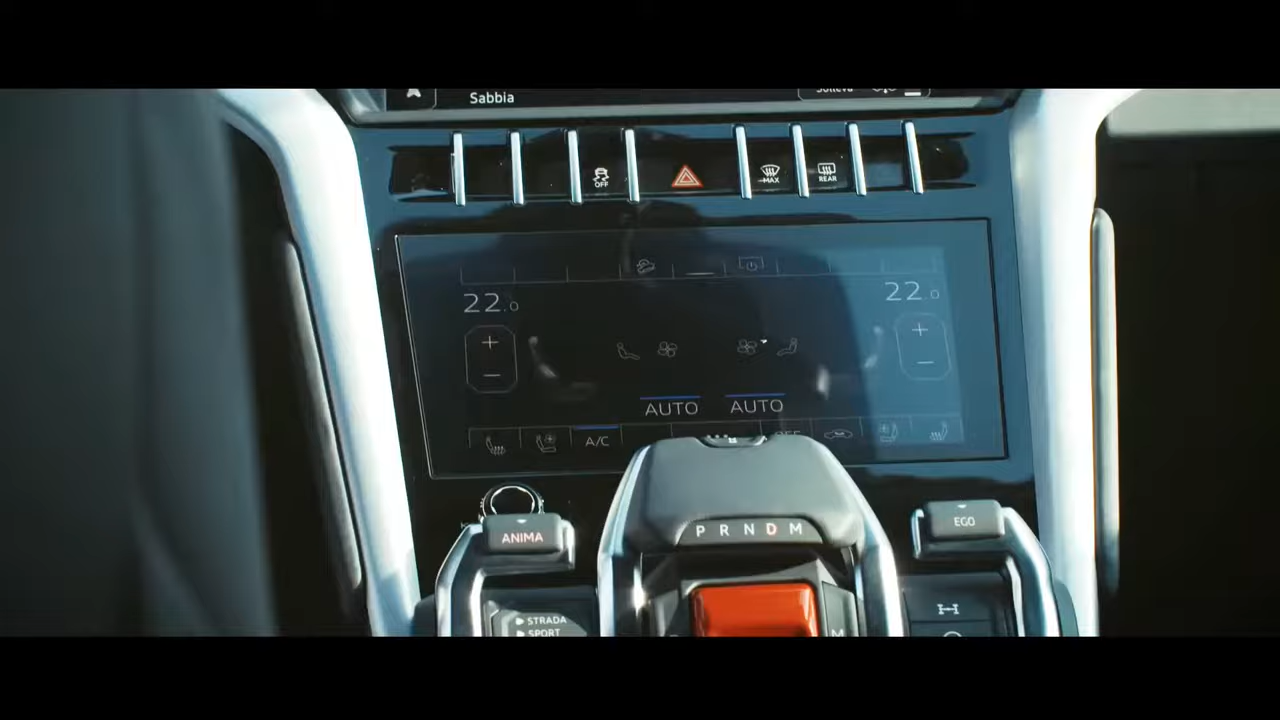 Sabbia
OFF
MAX
REAR
22.0
22.0
AUTO
AUTO
A/C
P R N D M
ANIMA
EGO
STRADA
SPORT
M